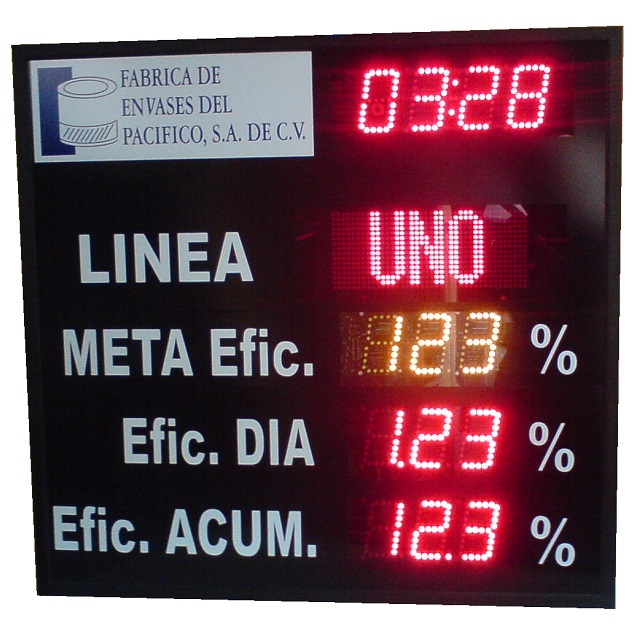 FABRICA DE
ENVASES DEL
PACIFICO, S.A. DE C.V.
03:28
LINEA UNO
META Efic. .123 %
Efic. DIA 1.23 %
Efic. ACUM. 12.3 %